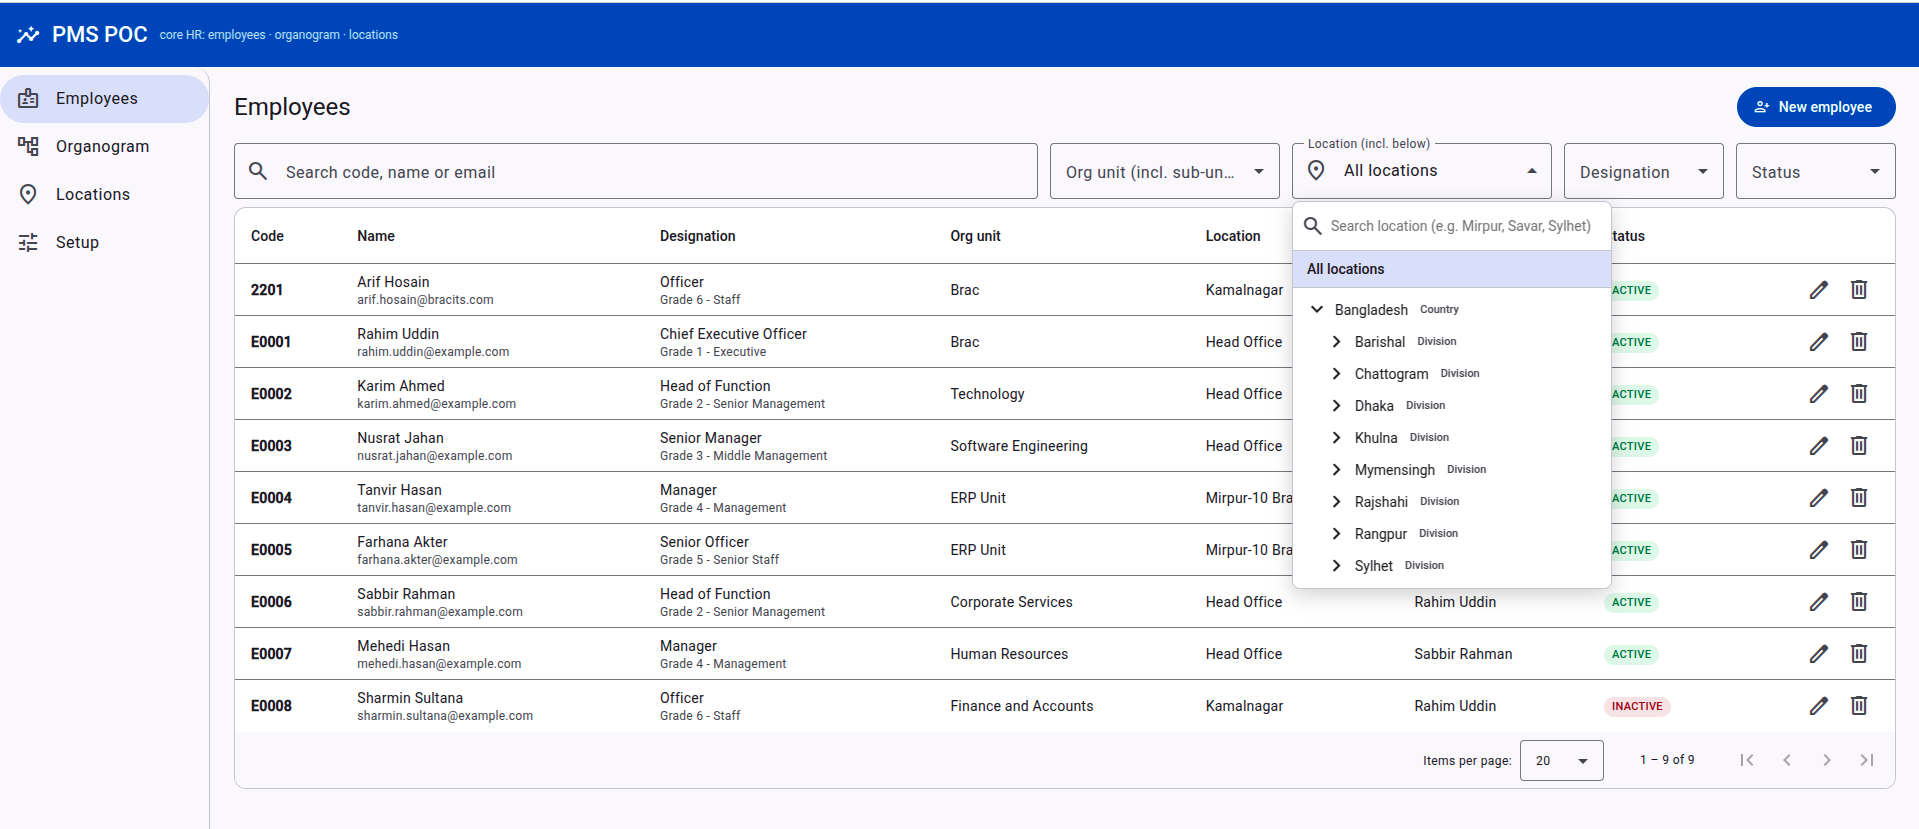 PMS POC core HR: employees · organogram · locations
Employees
Organogram
Locations
Setup
Employees
New employee
Search code, name or email
Org unit (incl. sub-un...
Location (incl. below)
All locations
Designation
Status
Search location (e.g. Mirpur, Savar, Sylhet)
All locations
Bangladesh Country
Barishal Division
Chattogram Division
Dhaka Division
Khulna Division
Mymensingh Division
Rajshahi Division
Rangpur Division
Sylhet Division
Code Name Designation Org unit Location tatus
2201 Arif Hosain Officer Brac Kamalnagar ACTIVE
arif.hosain@bracits.com Grade 6 - Staff
E0001 Rahim Uddin Chief Executive Officer Brac Head Office ACTIVE
rahim.uddin@example.com Grade 1 - Executive
E0002 Karim Ahmed Head of Function Technology Head Office ACTIVE
karim.ahmed@example.com Grade 2 - Senior Management
E0003 Nusrat Jahan Senior Manager Software Engineering Head Office ACTIVE
nusrat.jahan@example.com Grade 3 - Middle Management
E0004 Tanvir Hasan Manager ERP Unit Mirpur-10 Bra ACTIVE
tanvir.hasan@example.com Grade 4 - Management
E0005 Farhana Akter Senior Officer ERP Unit Mirpur-10 Bra ACTIVE
farhana.akter@example.com Grade 5 - Senior Staff
E0006 Sabbir Rahman Head of Function Corporate Services Head Office Rahim Uddin ACTIVE
sabbir.rahman@example.com Grade 2 - Senior Management
E0007 Mehedi Hasan Manager Human Resources Head Office Sabbir Rahman ACTIVE
mehedi.hasan@example.com Grade 4 - Management
E0008 Sharmin Sultana Officer Finance and Accounts Kamalnagar Rahim Uddin INACTIVE
sharmin.sultana@example.com Grade 6 - Staff
Items per page: 20 1 – 9 of 9